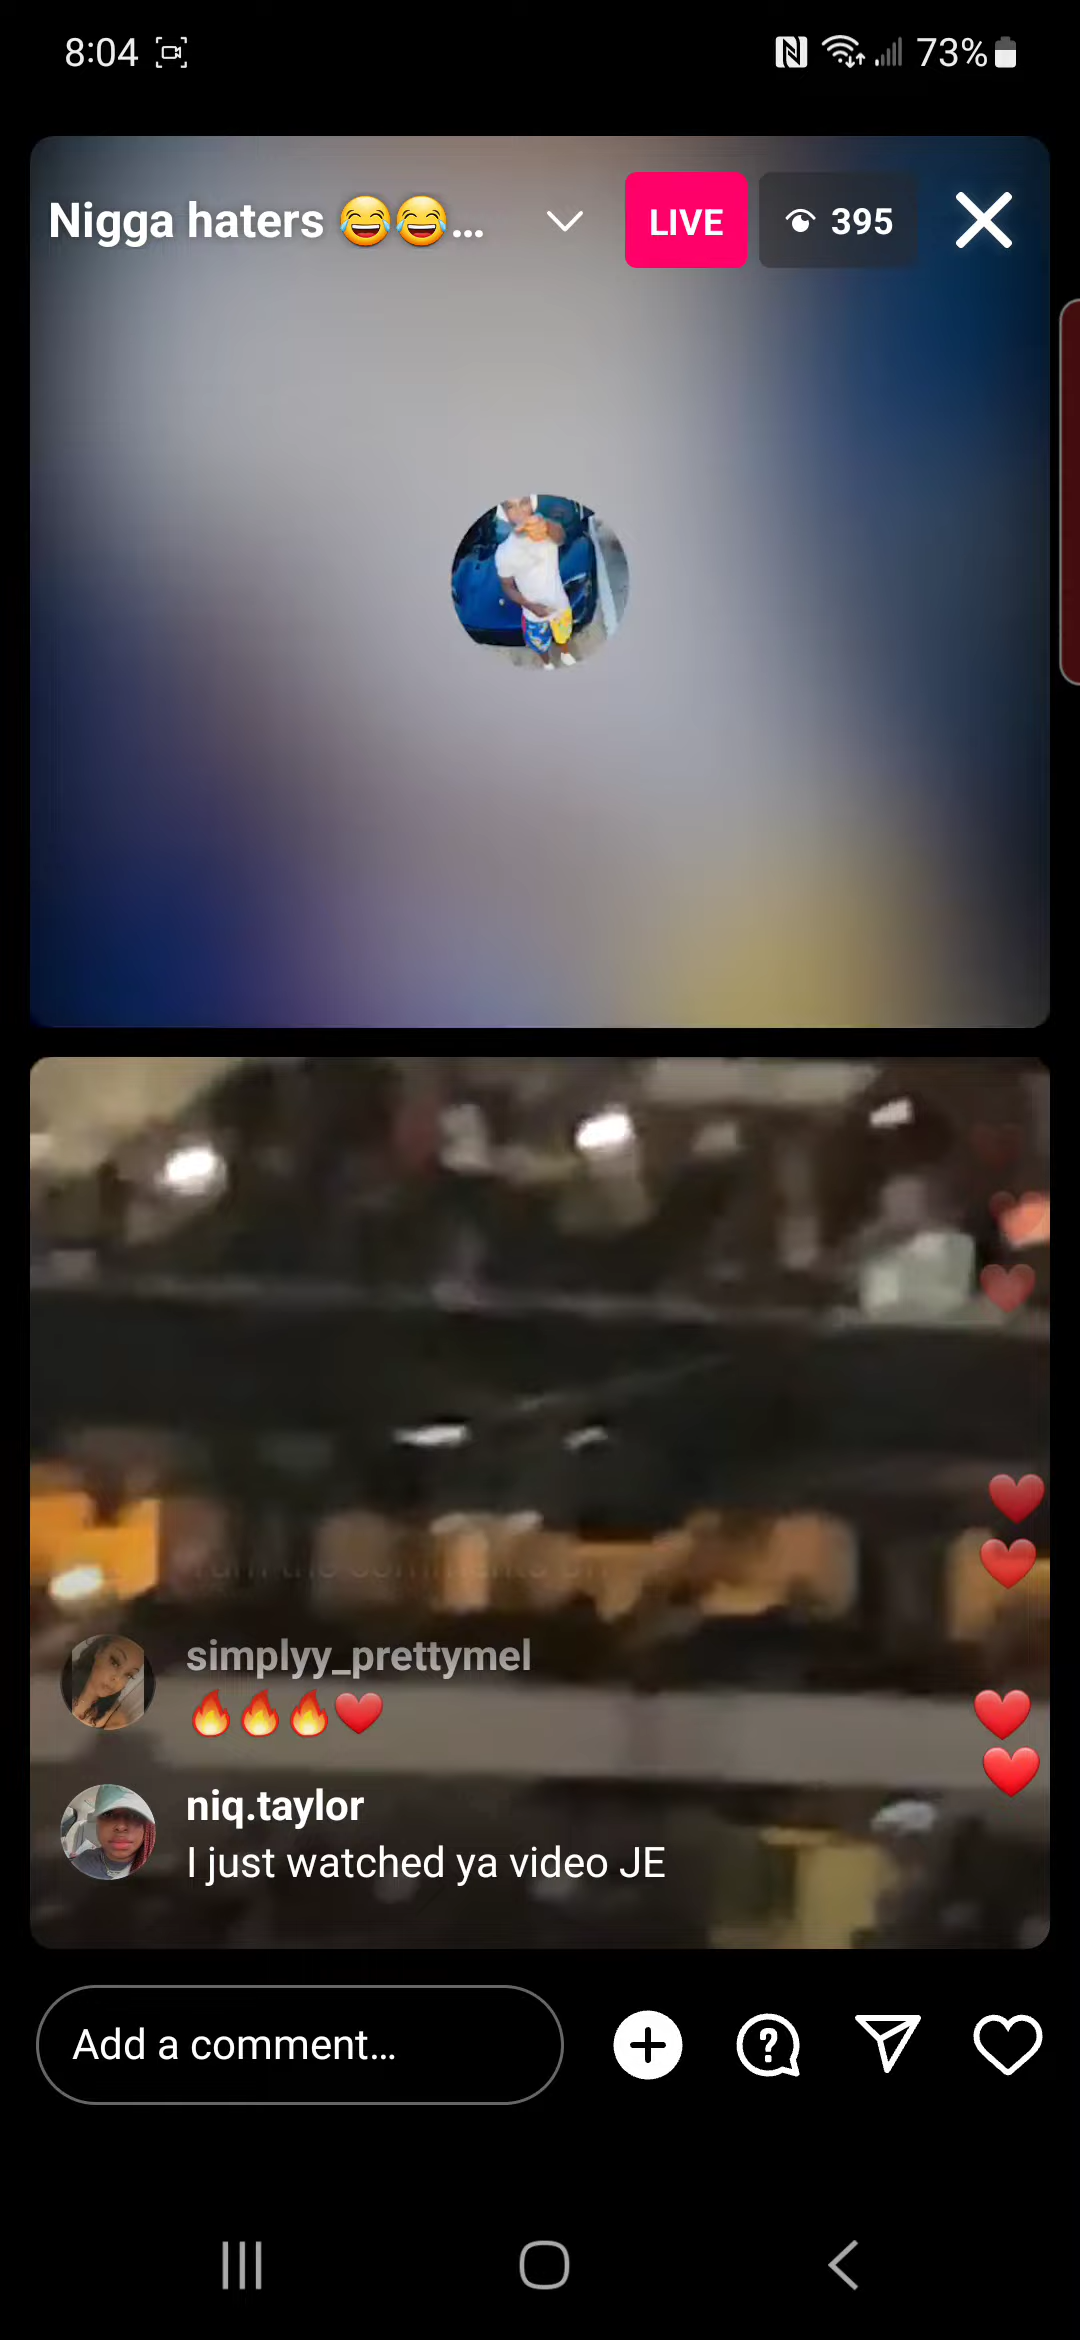 8:04 73%
Nigga haters 😂😂... LIVE 395
simplyy_prettymel
🔥🔥🔥❤️
niq.taylor
I just watched ya video JE
Add a comment...